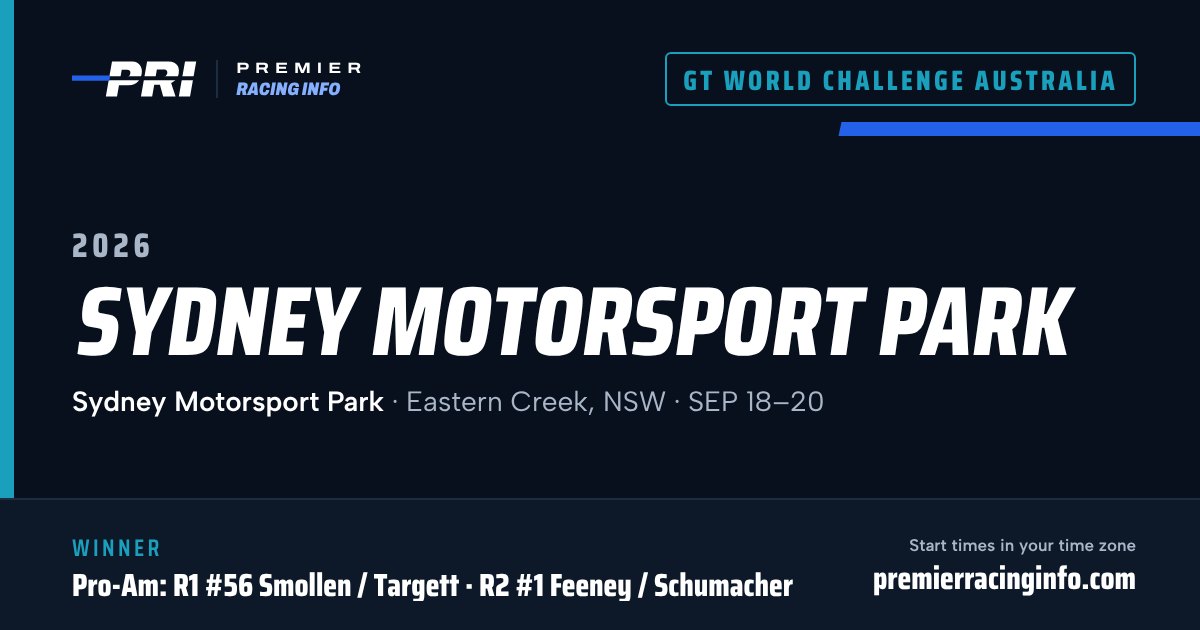 PRI
PREMIER
RACING INFO
GT WORLD CHALLENGE AUSTRALIA
2026
SYDNEY MOTORSPORT PARK
Sydney Motorsport Park · Eastern Creek, NSW · SEP 18–20
WINNER
Pro-Am: R1 #56 Smollen / Targett · R2 #1 Feeney / Schumacher
Start times in your time zone
premierracinginfo.com